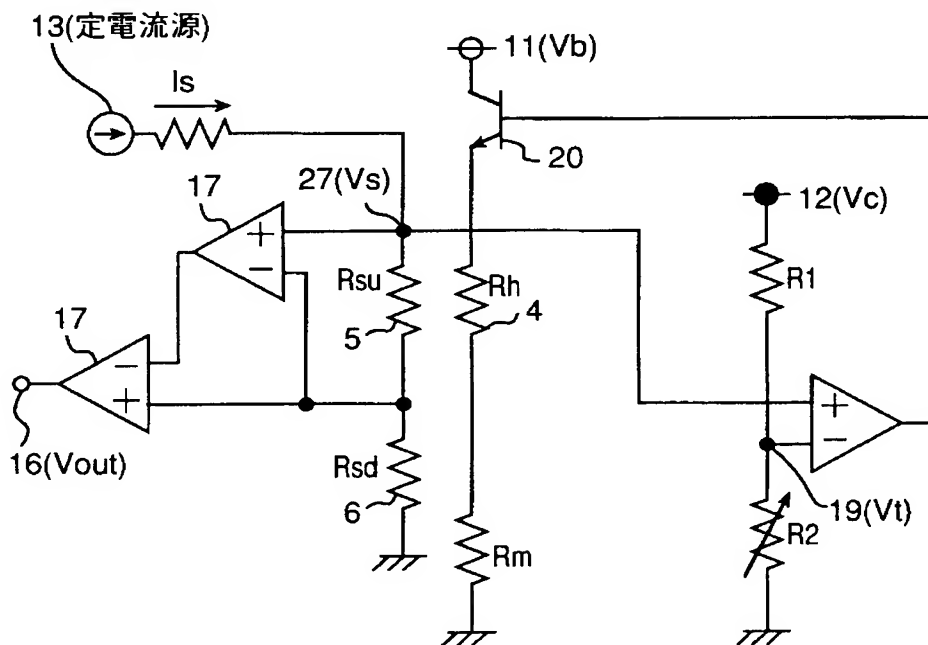 13(定電流源)
Is
11(Vb)
20
27(Vs)
12(Vc)
17
+
−
Rsu
5
Rh
4
R1
17
−
+
+
−
16(Vout)
Rsd
6
19(Vt)
Rm
R2